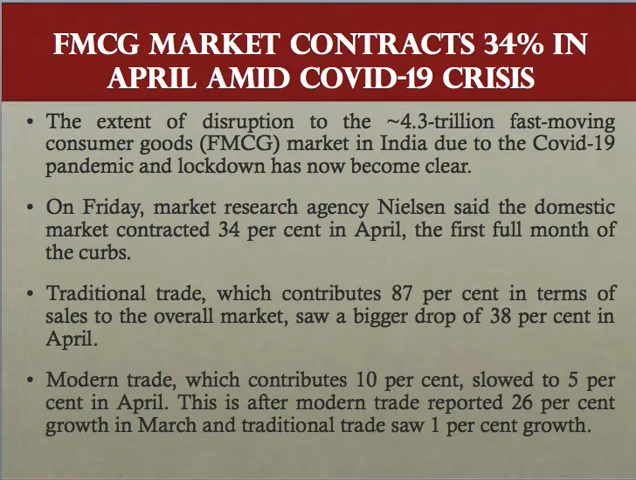 FMCG MARKET CONTRACTS 34% IN
APRIL AMID COVID-19 CRISIS
• The extent of disruption to the ~4.3-trillion fast-moving
consumer goods (FMCG) market in India due to the Covid-19
pandemic and lockdown has now become clear.
• On Friday, market research agency Nielsen said the domestic
market contracted 34 per cent in April, the first full month of
the curbs.
• Traditional trade, which contributes 87 per cent in terms of
sales to the overall market, saw a bigger drop of 38 per cent in
April.
• Modern trade, which contributes 10 per cent, slowed to 5 per
cent in April. This is after modern trade reported 26 per cent
growth in March and traditional trade saw 1 per cent growth.